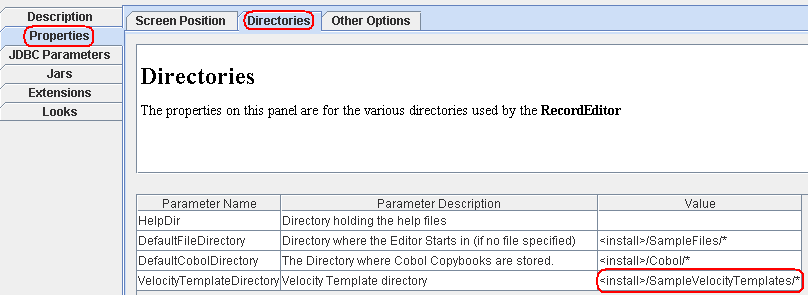 Description
Properties
JDBC Parameters
Jars
Extensions
Looks
Screen Position Directories Other Options
Directories
The properties on this panel are for the various directories used by the RecordEditor
Parameter Name Parameter Description Value
HelpDir Directory holding the help files
DefaultFileDirectory Directory where the Editor Starts in (if no file specified) <install>/SampleFiles/*
DefaultCobolDirectory The Directory where Cobol Copybooks are stored. <install>/Cobol/*
VelocityTemplateDirectory Velocity Template directory <install>/SampleVelocityTemplates/*